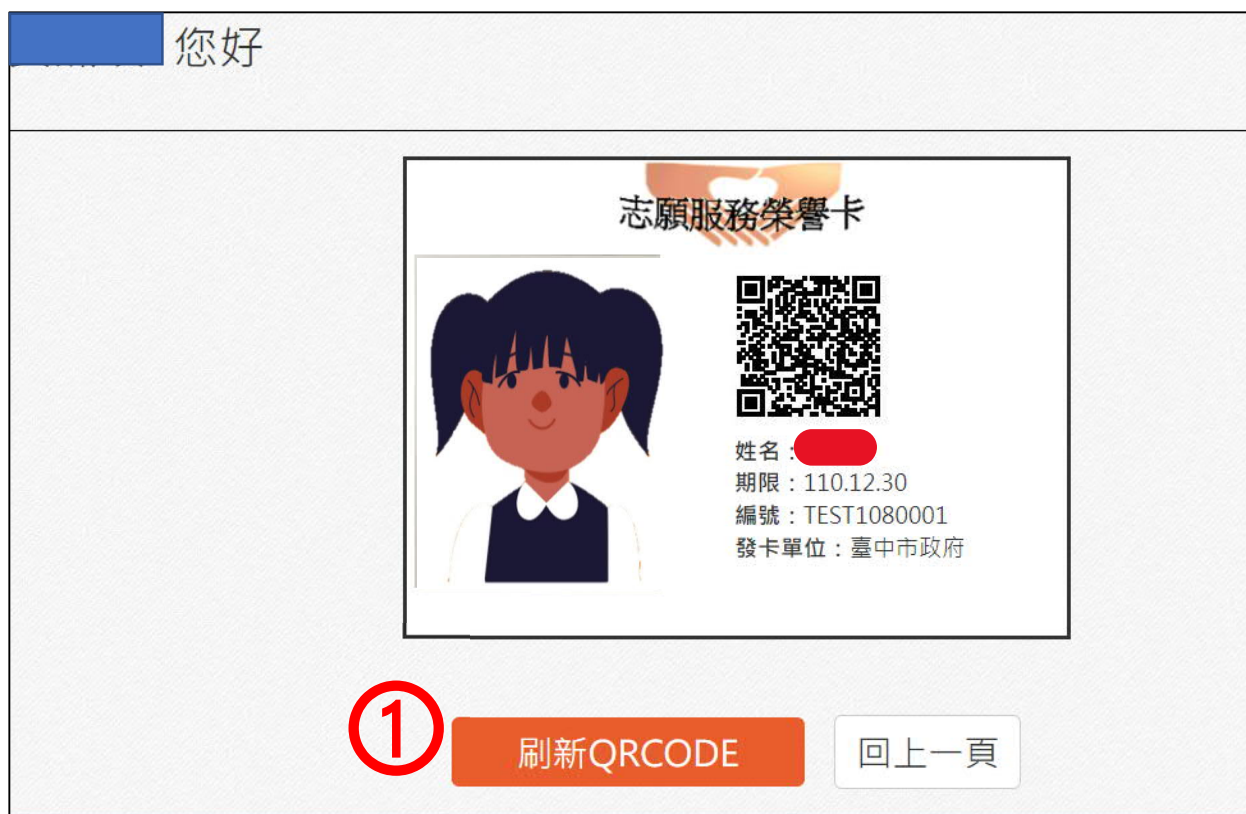 您好
志願服務榮譽卡
姓名：
期限：110.12.30
編號：TEST1080001
發卡單位：臺中市政府
①
刷新QRCODE
回上一頁